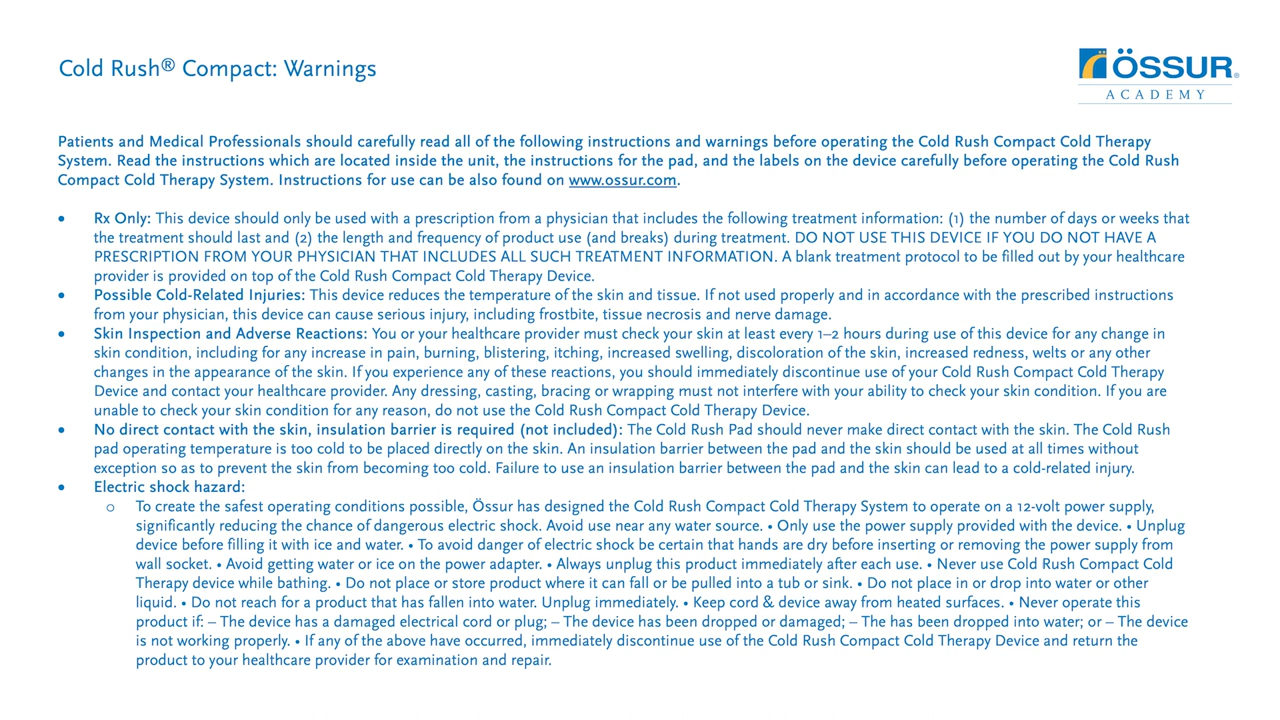 Cold Rush® Compact: Warnings
ÖSSUR®
ACADEMY
Patients and Medical Professionals should carefully read all of the following instructions and warnings before operating the Cold Rush Compact Cold Therapy
System. Read the instructions which are located inside the unit, the instructions for the pad, and the labels on the device carefully before operating the Cold Rush
Compact Cold Therapy System. Instructions for use can be also found on www.ossur.com.
• Rx Only: This device should only be used with a prescription from a physician that includes the following treatment information: (1) the number of days or weeks that
the treatment should last and (2) the length and frequency of product use (and breaks) during treatment. DO NOT USE THIS DEVICE IF YOU DO NOT HAVE A
PRESCRIPTION FROM YOUR PHYSICIAN THAT INCLUDES ALL SUCH TREATMENT INFORMATION. A blank treatment protocol to be filled out by your healthcare
provider is provided on top of the Cold Rush Compact Cold Therapy Device.
• Possible Cold-Related Injuries: This device reduces the temperature of the skin and tissue. If not used properly and in accordance with the prescribed instructions
from your physician, this device can cause serious injury, including frostbite, tissue necrosis and nerve damage.
• Skin Inspection and Adverse Reactions: You or your healthcare provider must check your skin at least every 1–2 hours during use of this device for any change in
skin condition, including for any increase in pain, burning, blistering, itching, increased swelling, discoloration of the skin, increased redness, welts or any other
changes in the appearance of the skin. If you experience any of these reactions, you should immediately discontinue use of your Cold Rush Compact Cold Therapy
Device and contact your healthcare provider. Any dressing, casting, bracing or wrapping must not interfere with your ability to check your skin condition. If you are
unable to check your skin condition for any reason, do not use the Cold Rush Compact Cold Therapy Device.
• No direct contact with the skin, insulation barrier is required (not included): The Cold Rush Pad should never make direct contact with the skin. The Cold Rush
pad operating temperature is too cold to be placed directly on the skin. An insulation barrier between the pad and the skin should be used at all times without
exception so as to prevent the skin from becoming too cold. Failure to use an insulation barrier between the pad and the skin can lead to a cold-related injury.
• Electric shock hazard:
o To create the safest operating conditions possible, Össur has designed the Cold Rush Compact Cold Therapy System to operate on a 12-volt power supply,
significantly reducing the chance of dangerous electric shock. Avoid use near any water source. • Only use the power supply provided with the device. • Unplug
device before filling it with ice and water. • To avoid danger of electric shock be certain that hands are dry before inserting or removing the power supply from
wall socket. • Avoid getting water or ice on the power adapter. • Always unplug this product immediately after each use. • Never use Cold Rush Compact Cold
Therapy device while bathing. • Do not place or store product where it can fall or be pulled into a tub or sink. • Do not place in or drop into water or other
liquid. • Do not reach for a product that has fallen into water. Unplug immediately. • Keep cord & device away from heated surfaces. • Never operate this
product if: – The device has a damaged electrical cord or plug; – The device has been dropped or damaged; – The has been dropped into water; or – The device
is not working properly. • If any of the above have occurred, immediately discontinue use of the Cold Rush Compact Cold Therapy Device and return the
product to your healthcare provider for examination and repair.